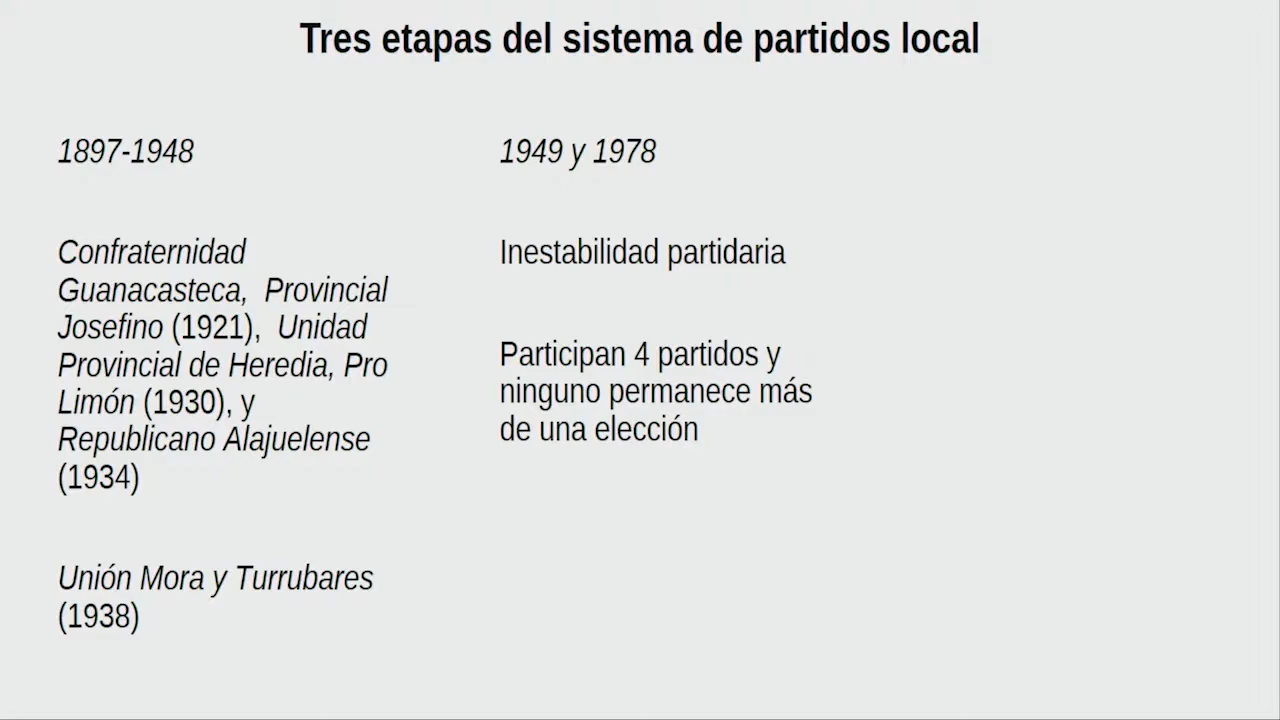 Tres etapas del sistema de partidos local
1897-1948
Confraternidad
Guanacasteca, Provincial
Josefino (1921), Unidad
Provincial de Heredia, Pro
Limón (1930), y
Republicano Alajuelense
(1934)
Unión Mora y Turrubares
(1938)
1949 y 1978
Inestabilidad partidaria
Participan 4 partidos y
ninguno permanece más
de una elección